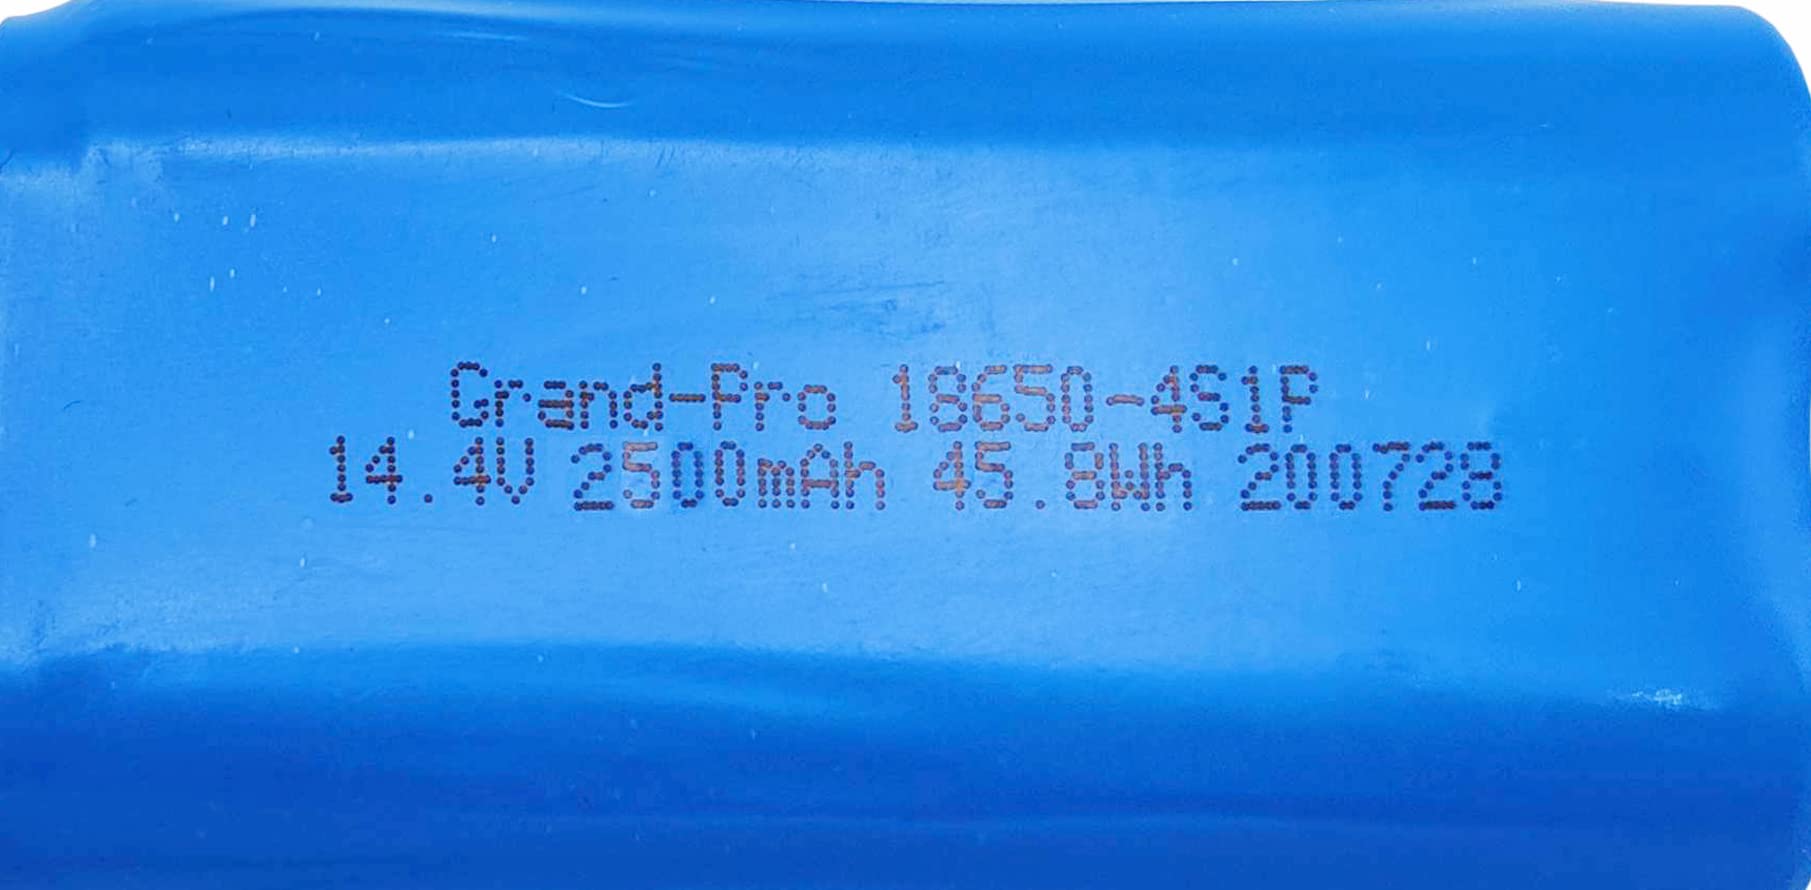 Grand-Pro 18650-4S1P
14.4V 2500mAh 45.8Wh 200728